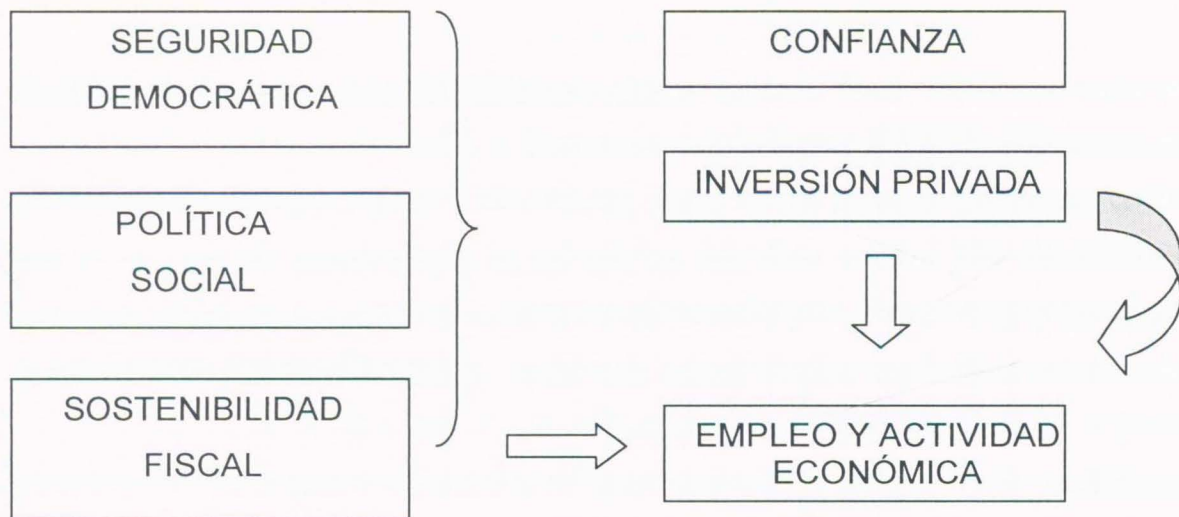 SEGURIDAD
DEMOCRÁTICA
POLÍTICA
SOCIAL
SOSTENIBILIDAD
FISCAL
CONFIANZA
INVERSIÓN PRIVADA
EMPLEO Y ACTIVIDAD
ECONÓMICA